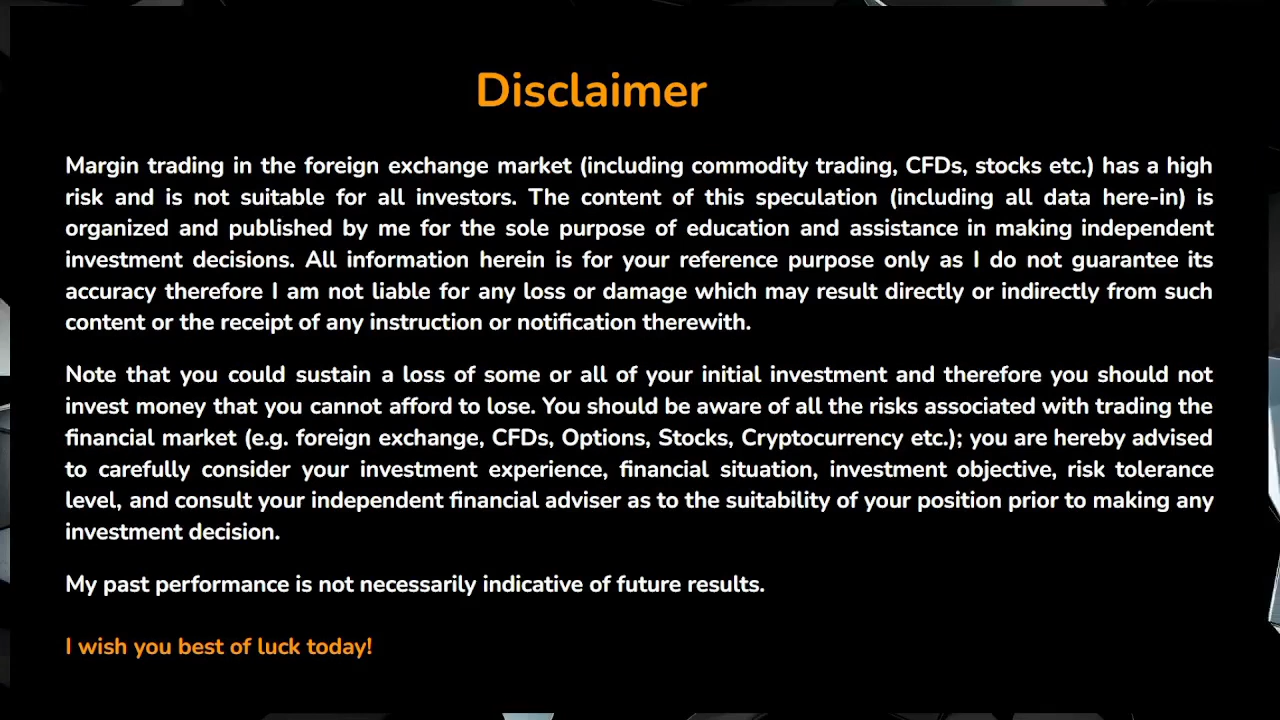 Disclaimer
Margin trading in the foreign exchange market (including commodity trading, CFDs, stocks etc.) has a high
risk and is not suitable for all investors. The content of this speculation (including all data here-in) is
organized and published by me for the sole purpose of education and assistance in making independent
investment decisions. All information herein is for your reference purpose only as I do not guarantee its
accuracy therefore I am not liable for any loss or damage which may result directly or indirectly from such
content or the receipt of any instruction or notification therewith.
Note that you could sustain a loss of some or all of your initial investment and therefore you should not
invest money that you cannot afford to lose. You should be aware of all the risks associated with trading the
financial market (e.g. foreign exchange, CFDs, Options, Stocks, Cryptocurrency etc.); you are hereby advised
to carefully consider your investment experience, financial situation, investment objective, risk tolerance
level, and consult your independent financial adviser as to the suitability of your position prior to making any
investment decision.
My past performance is not necessarily indicative of future results.
I wish you best of luck today!